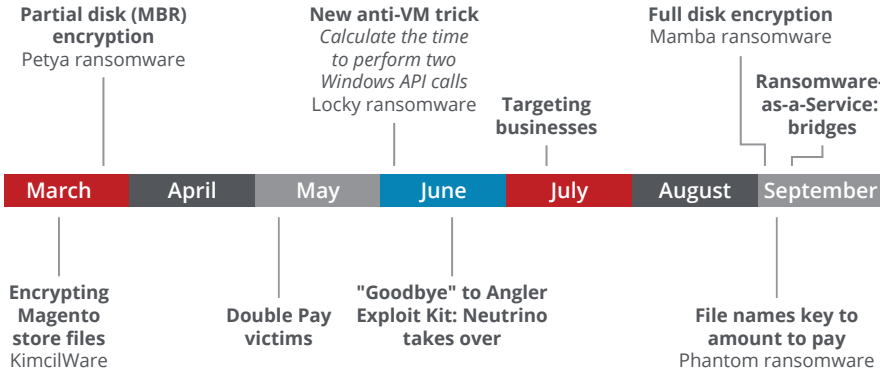 Partial disk (MBR)
encryption
Petya ransomware
New anti-VM trick
Calculate the time
to perform two
Windows API calls
Locky ransomware
Targeting
businesses
Full disk encryption
Mamba ransomware
Ransomware-
as-a-Service:
bridges
March
April
May
June
July
August
September
Encrypting
Magento
store files
KimcilWare
Double Pay
victims
"Goodbye" to Angler
Exploit Kit: Neutrino
takes over
File names key to
amount to pay
Phantom ransomware